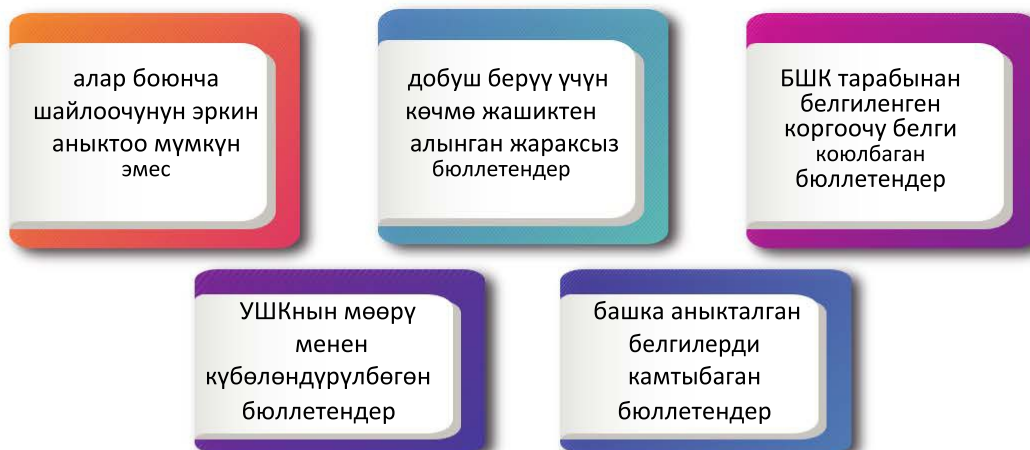 алар боюнча
шайлоочунун эркин
аныктоо мүмкүн
эмес
добуш берүү үчүн
көчмө жашиктен
алынган жараксыз
бюллетендер
БШК тарабынан
белгиленген
коргоочу белги
коюлбаган
бюллетендер
УШКнын мөөрү
менен
күбөлөндүрүлбөгөн
бюллетендер
башка аныкталган
белгилерди
камтыбаган
бюллетендер